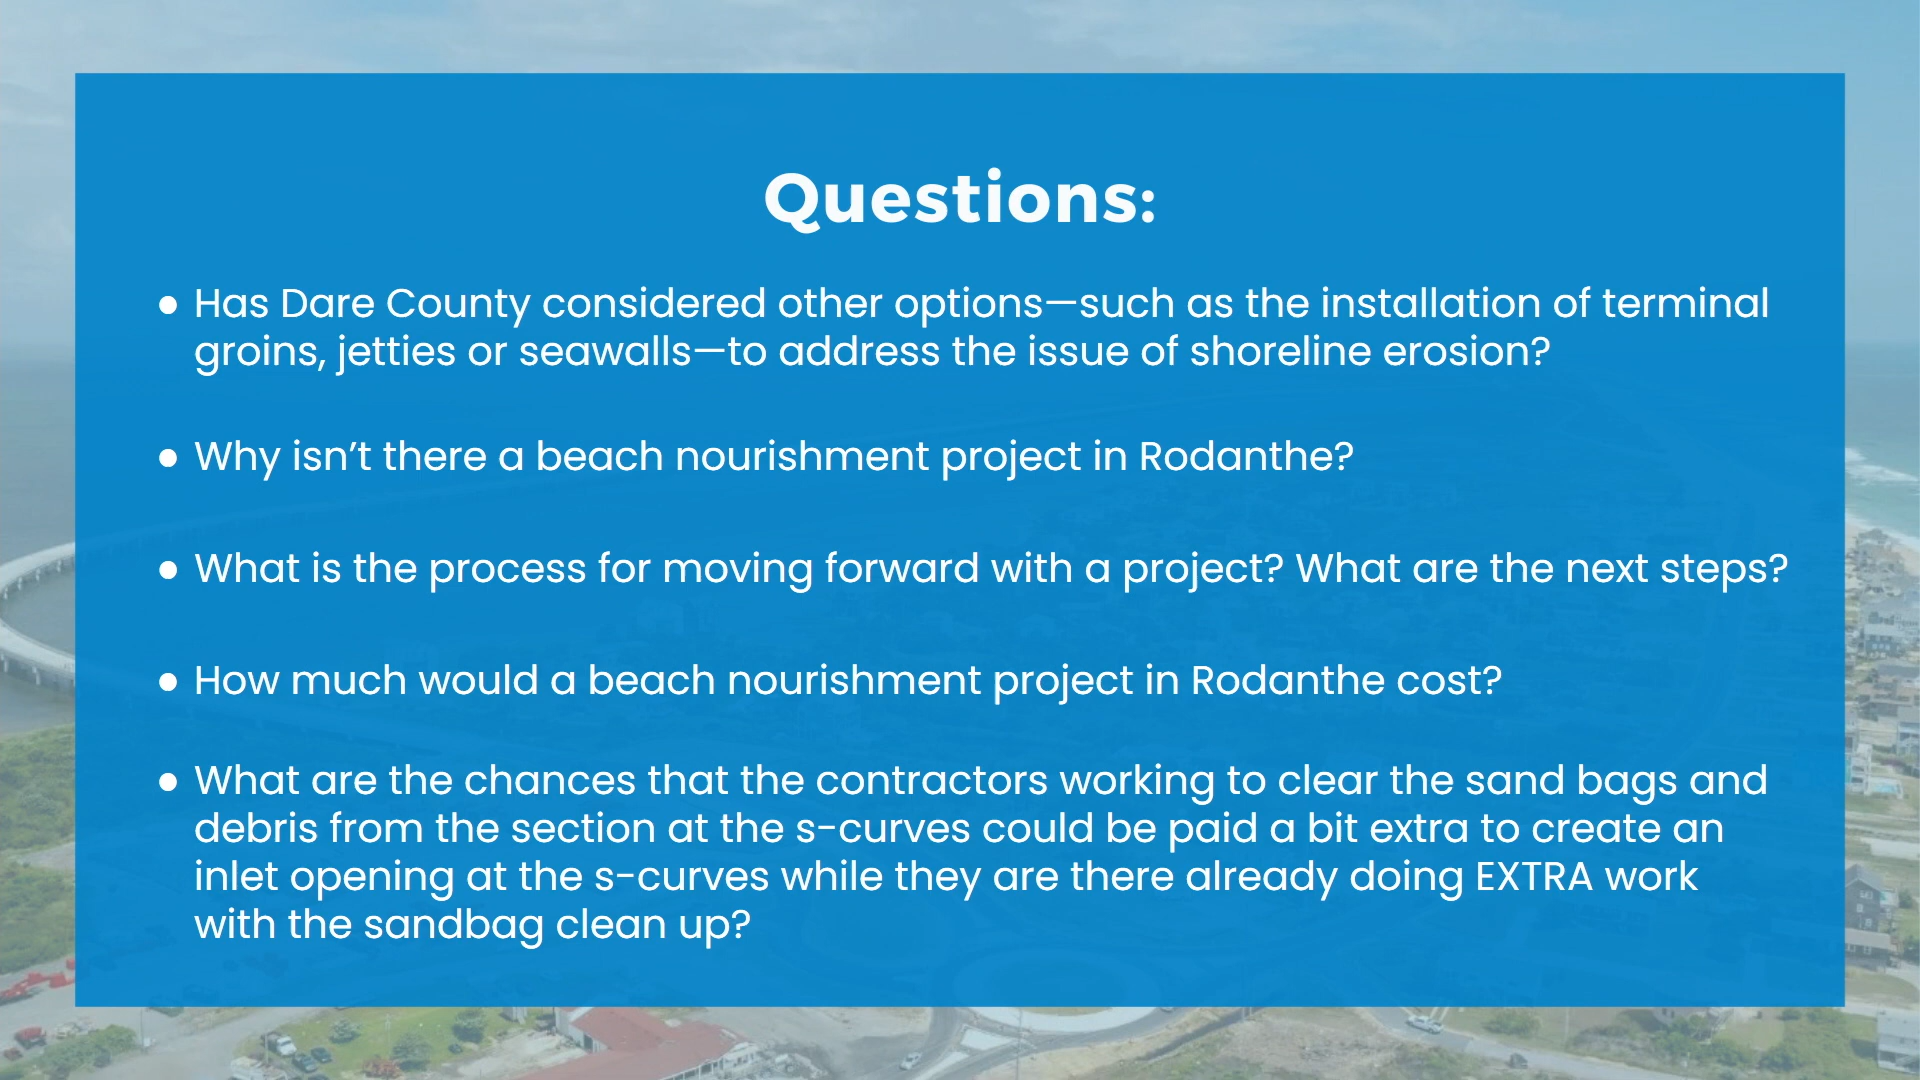 Questions:
● Has Dare County considered other options—such as the installation of terminal
groins, jetties or seawalls—to address the issue of shoreline erosion?
● Why isn’t there a beach nourishment project in Rodanthe?
● What is the process for moving forward with a project? What are the next steps?
● How much would a beach nourishment project in Rodanthe cost?
● What are the chances that the contractors working to clear the sand bags and
debris from the section at the s-curves could be paid a bit extra to create an
inlet opening at the s-curves while they are there already doing EXTRA work
with the sandbag clean up?